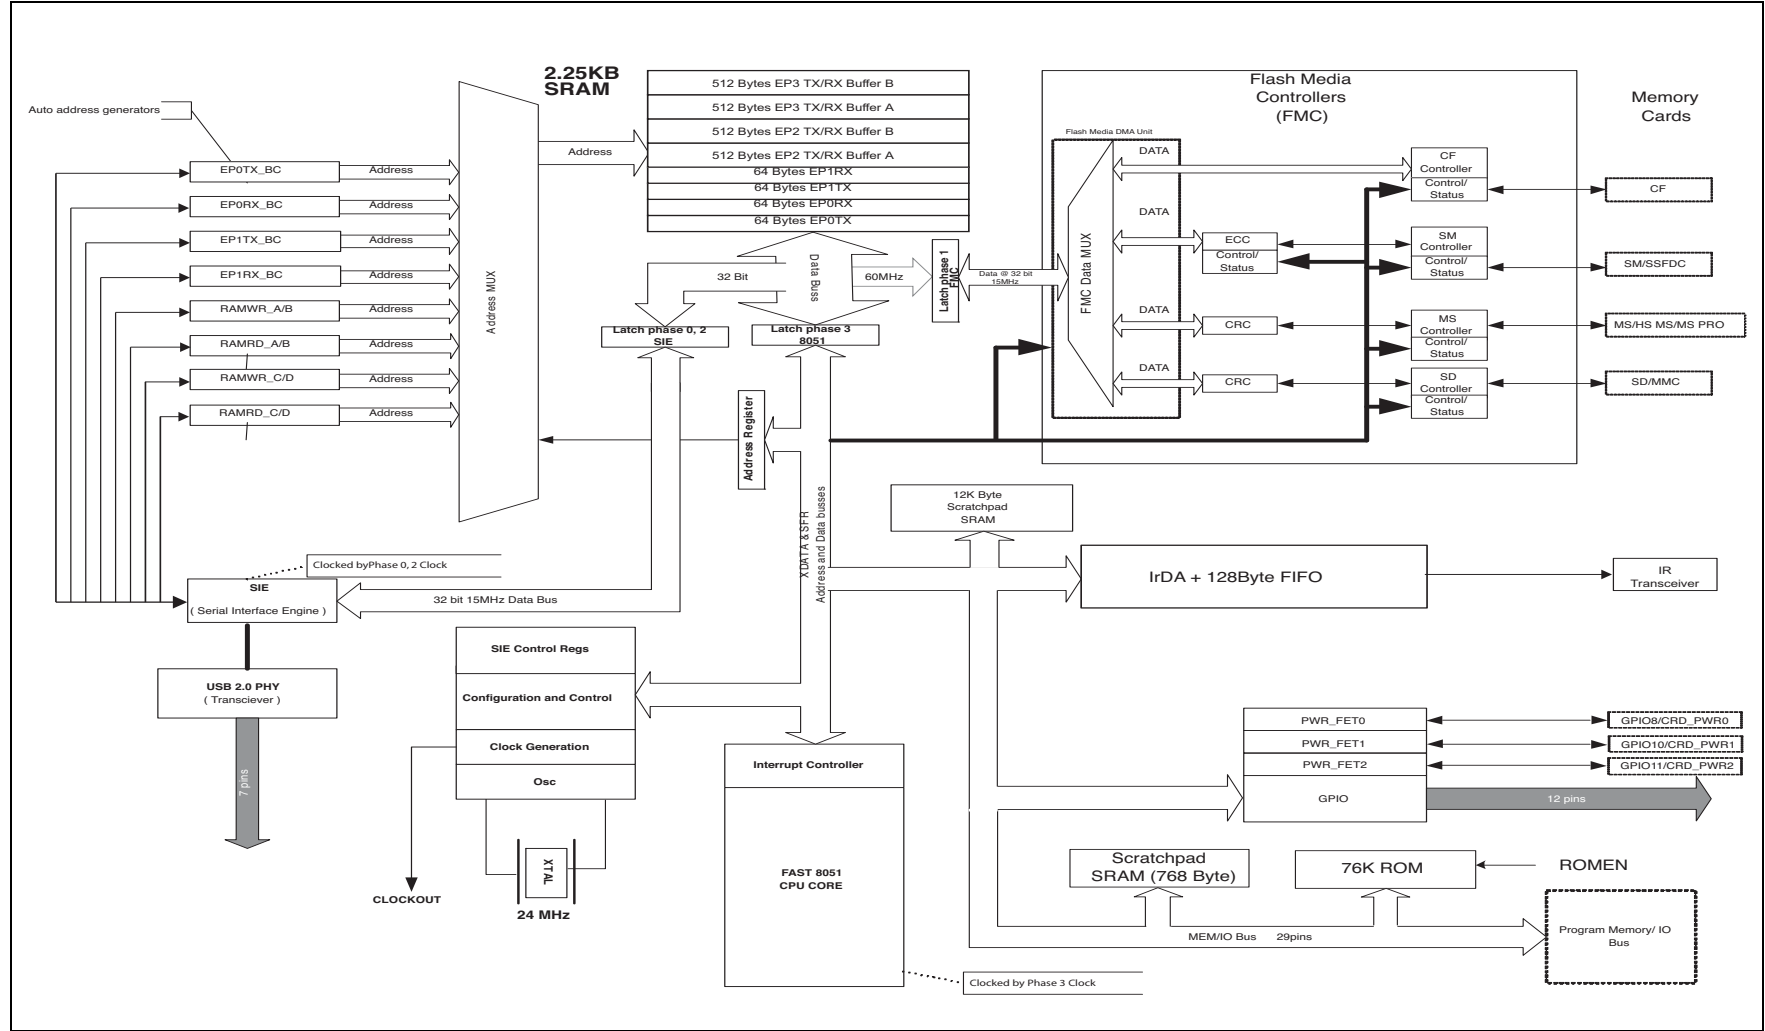 2.25KB
SRAM
512 Bytes EP3 TX/RX Buffer B
512 Bytes EP3 TX/RX Buffer A
512 Bytes EP2 TX/RX Buffer B
512 Bytes EP2 TX/RX Buffer A
64 Bytes EP1RX
64 Bytes EP1TX
64 Bytes EP0RX
64 Bytes EP0TX
Auto address generators
EP0TX_BC
Address
EP0RX_BC
Address
EP1TX_BC
Address
EP1RX_BC
Address
RAMWR_A/B
Address
RAMRD_A/B
Address
RAMWR_C/D
Address
RAMRD_C/D
Address
Address MUX
Address
32 Bit
Data Buss
60MHz
Latch phase 0, 2
SIE
Latch phase 3
8051
Latch phase 1
FMC
Data @ 32 bit
15MHz
Address Register
Flash Media
Controllers
(FMC)
Flash Media DMA Unit
FMC Data MUX
DATA
DATA
DATA
DATA
ECC
Control/
Status
CRC
CRC
CF
Controller
Control/
Status
SM
Controller
Control/
Status
MS
Controller
Control/
Status
SD
Controller
Control/
Status
Memory
Cards
CF
SM/SSFDC
MS/HS MS/MS PRO
SD/MMC
XDATA & SFR
Address and Data busses
12K Byte
Scratchpad
SRAM
IrDA + 128Byte FIFO
IR
Transceiver
Clocked byPhase 0, 2 Clock
SIE
( Serial Interface Engine )
32 bit 15MHz Data Bus
USB 2.0 PHY
( Transciever )
7 pins
SIE Control Regs
Configuration and Control
Clock Generation
Osc
XTAL
24 MHz
CLOCKOUT
Interrupt Controller
FAST 8051
CPU CORE
Clocked by Phase 3 Clock
PWR_FET0
PWR_FET1
PWR_FET2
GPIO
GPIO8/CRD_PWR0
GPIO10/CRD_PWR1
GPIO11/CRD_PWR2
12 pins
Scratchpad
SRAM (768 Byte)
76K ROM
ROMEN
MEM/IO Bus 29pins
Program Memory/ IO
Bus